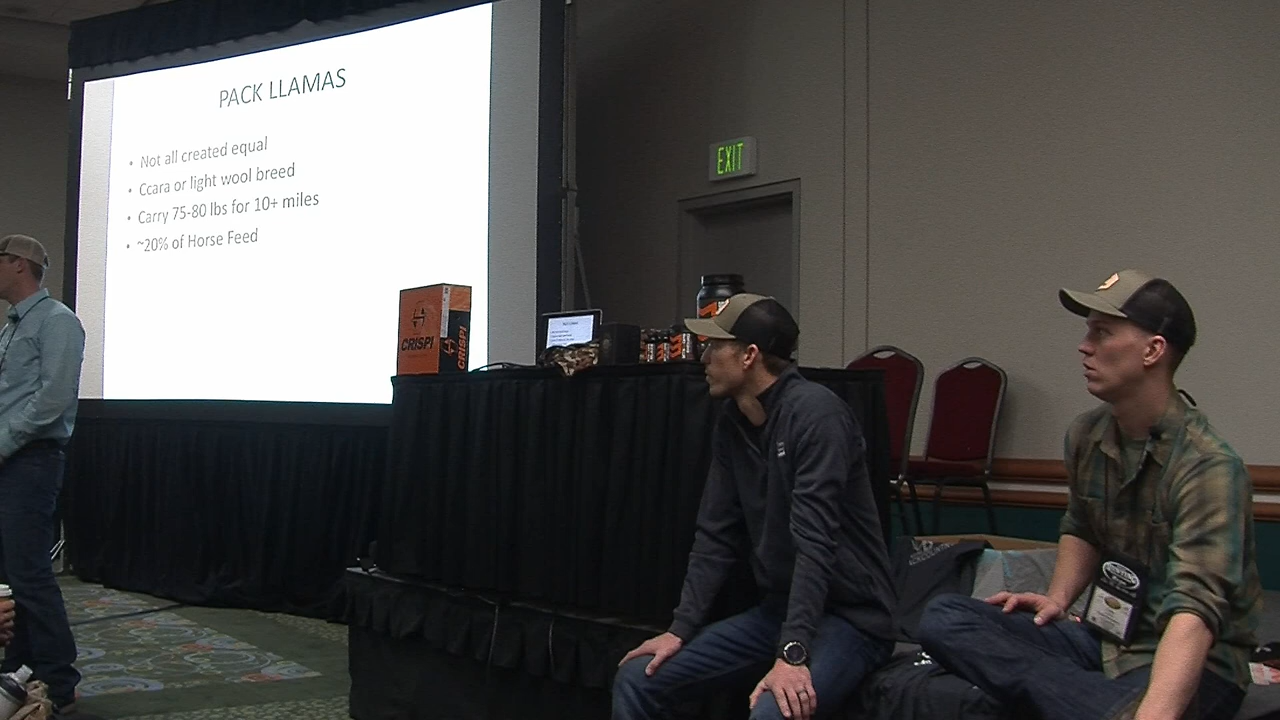 PACK LLAMAS
• Not all created equal
• Ccara or light wool breed
• Carry 75-80 lbs for 10+ miles
• ~20% of Horse Feed
EXIT
CRISPI
CRISPI